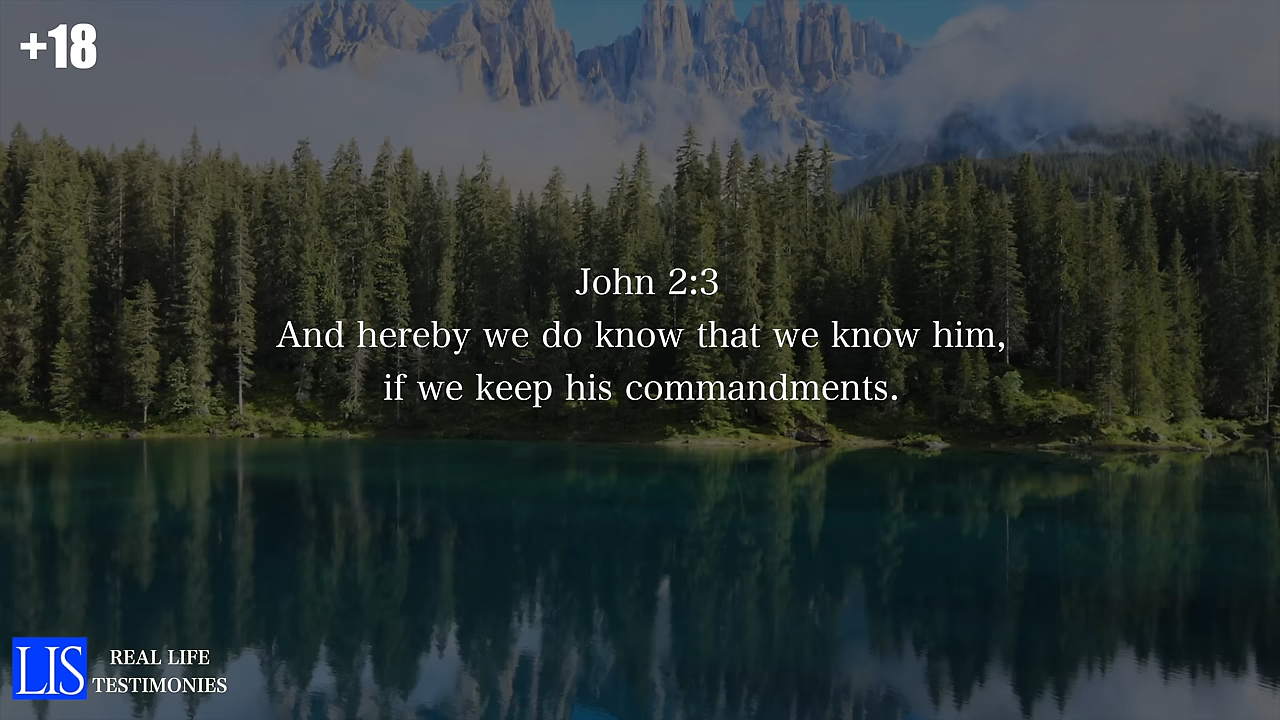 +18
John 2:3
And hereby we do know that we know him,
if we keep his commandments.
LIS
REAL LIFE
TESTIMONIES